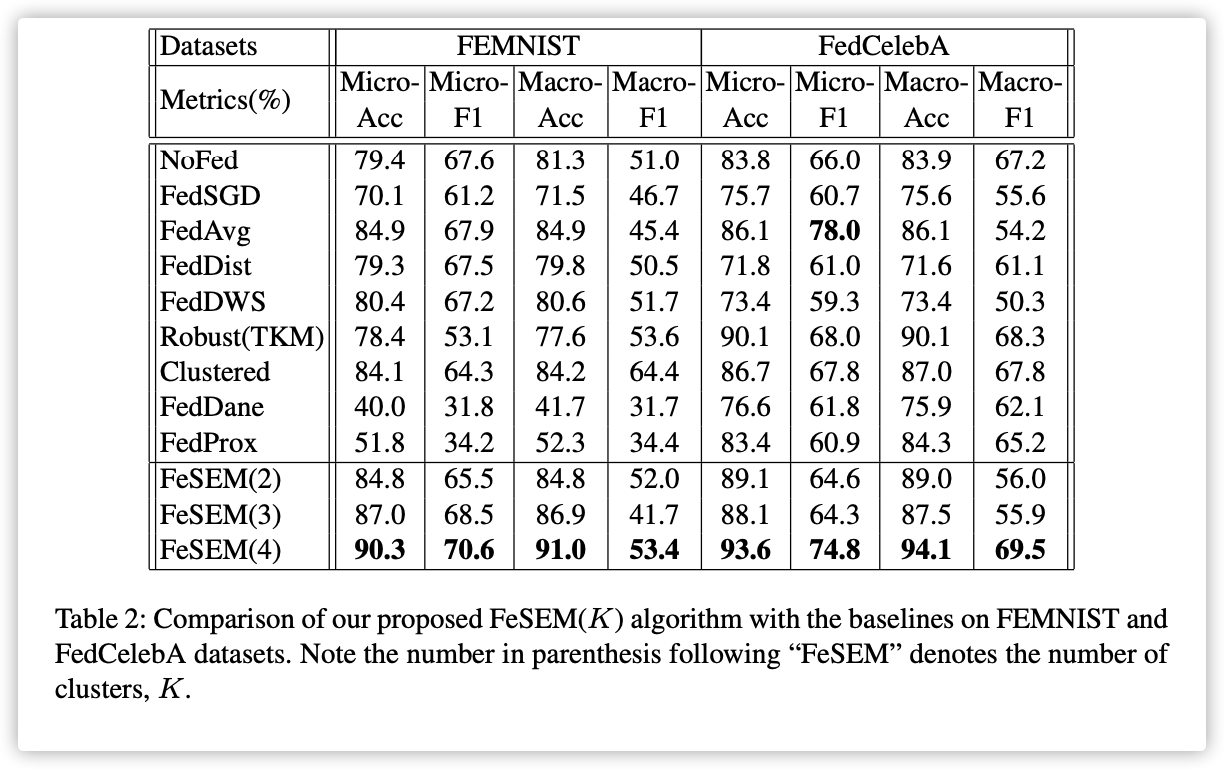 Datasets FEMNIST FedCelebA
Metrics(%) Micro-Acc Micro-F1 Macro-Acc Macro-F1 Micro-Acc Micro-F1 Macro-Acc Macro-F1
NoFed 79.4 67.6 81.3 51.0 83.8 66.0 83.9 67.2
FedSGD 70.1 61.2 71.5 46.7 75.7 60.7 75.6 55.6
FedAvg 84.9 67.9 84.9 45.4 86.1 78.0 86.1 54.2
FedDist 79.3 67.5 79.8 50.5 71.8 61.0 71.6 61.1
FedDWS 80.4 67.2 80.6 51.7 73.4 59.3 73.4 50.3
Robust(TKM) 78.4 53.1 77.6 53.6 90.1 68.0 90.1 68.3
Clustered 84.1 64.3 84.2 64.4 86.7 67.8 87.0 67.8
FedDane 40.0 31.8 41.7 31.7 76.6 61.8 75.9 62.1
FedProx 51.8 34.2 52.3 34.4 83.4 60.9 84.3 65.2
FeSEM(2) 84.8 65.5 84.8 52.0 89.1 64.6 89.0 56.0
FeSEM(3) 87.0 68.5 86.9 41.7 88.1 64.3 87.5 55.9
FeSEM(4) 90.3 70.6 91.0 53.4 93.6 74.8 94.1 69.5
Table 2: Comparison of our proposed FeSEM(K) algorithm with the baselines on FEMNIST and
FedCelebA datasets. Note the number in parenthesis following “FeSEM” denotes the number of
clusters, K.